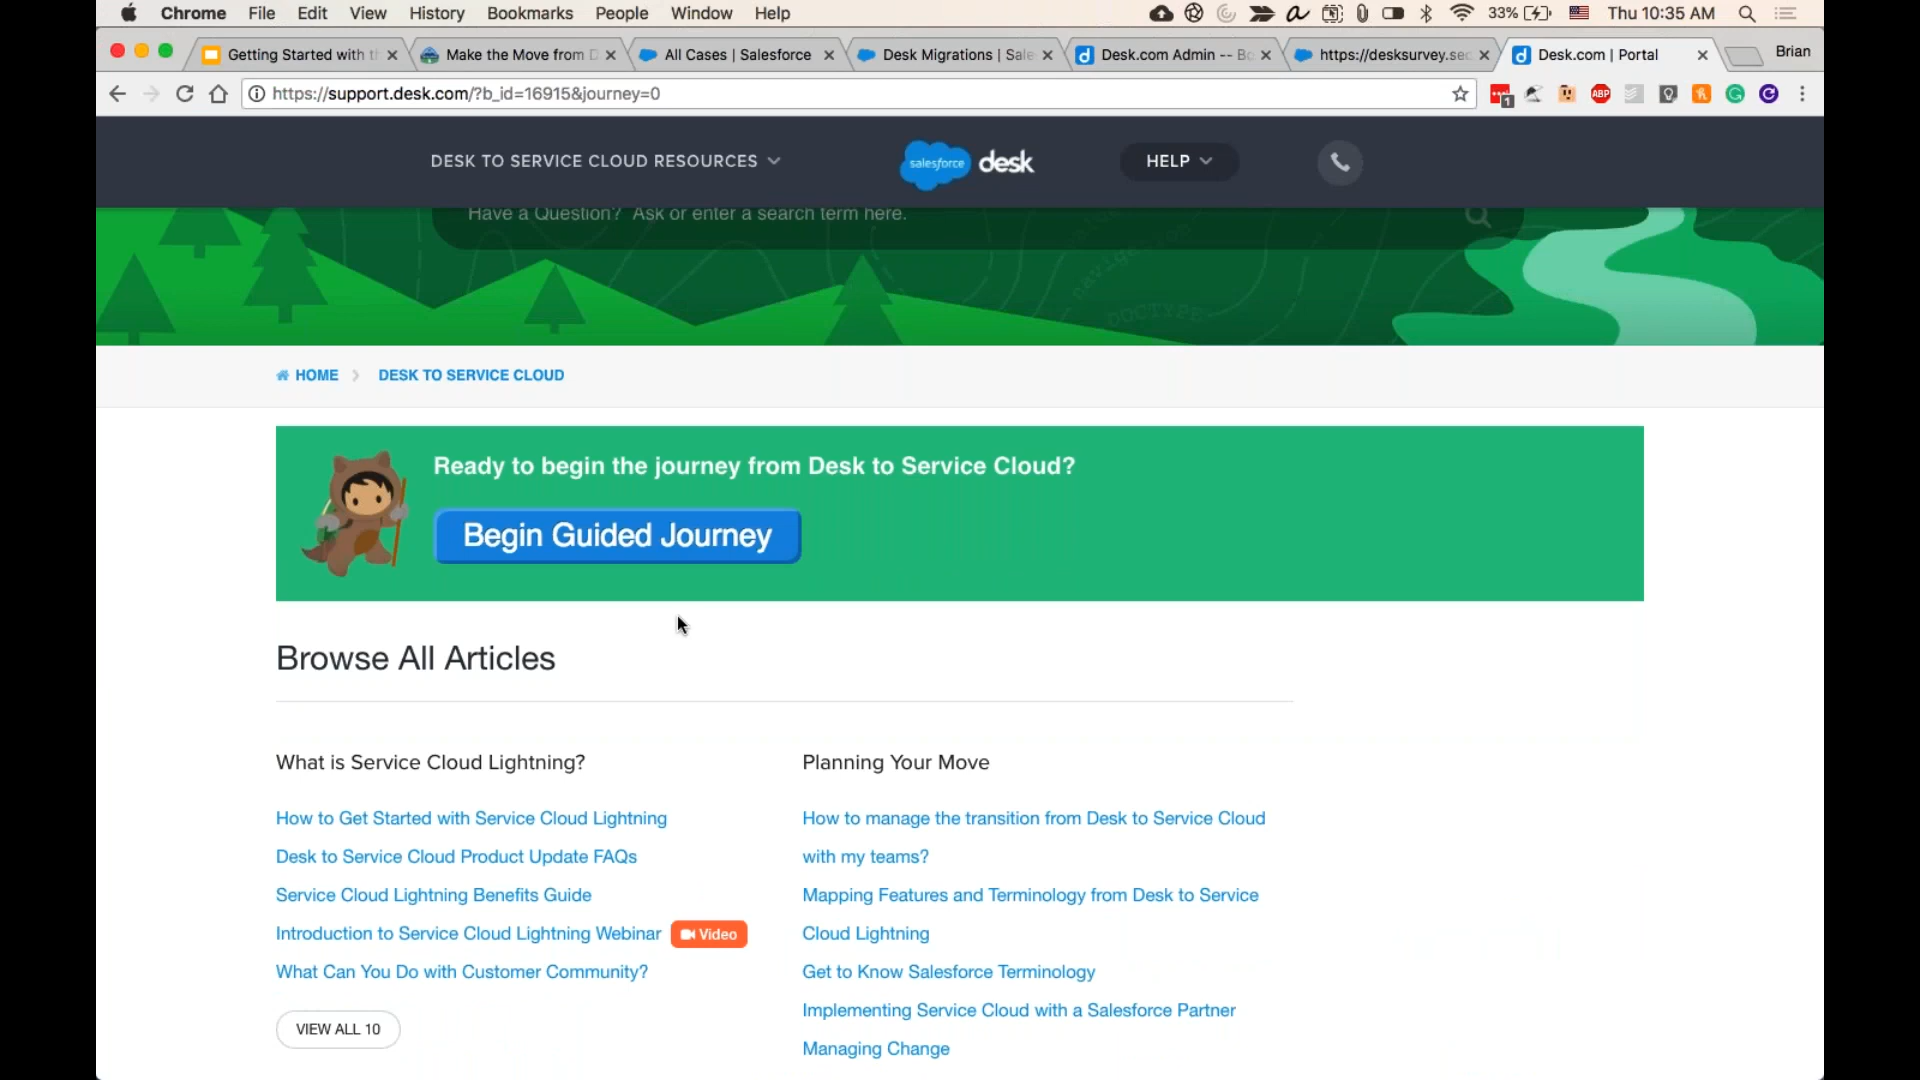 Chrome File Edit View History Bookmarks People Window Help 33% Thu 10:35 AM
Getting Started with th Make the Move from D All Cases | Salesforce Desk Migrations | Sale Desk.com Admin -- Bo https://desksurvey.sec Desk.com | Portal Brian
https://support.desk.com/?b_id=16915&journey=0 1 ABP
DESK TO SERVICE CLOUD RESOURCES salesforce desk HELP
Have a Question? Ask or enter a search term here.
DOCTYPE
HOME DESK TO SERVICE CLOUD
Ready to begin the journey from Desk to Service Cloud?
Begin Guided Journey
Browse All Articles
What is Service Cloud Lightning?
How to Get Started with Service Cloud Lightning
Desk to Service Cloud Product Update FAQs
Service Cloud Lightning Benefits Guide
Introduction to Service Cloud Lightning Webinar Video
What Can You Do with Customer Community?
VIEW ALL 10
Planning Your Move
How to manage the transition from Desk to Service Cloud
with my teams?
Mapping Features and Terminology from Desk to Service
Cloud Lightning
Get to Know Salesforce Terminology
Implementing Service Cloud with a Salesforce Partner
Managing Change